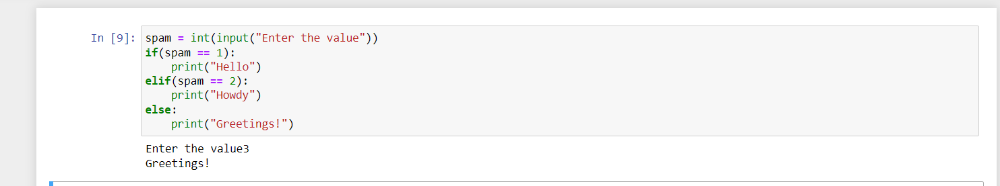 In [9]: spam = int(input("Enter the value"))
if(spam == 1):
    print("Hello")
elif(spam == 2):
    print("Howdy")
else:
    print("Greetings!")
Enter the value3
Greetings!